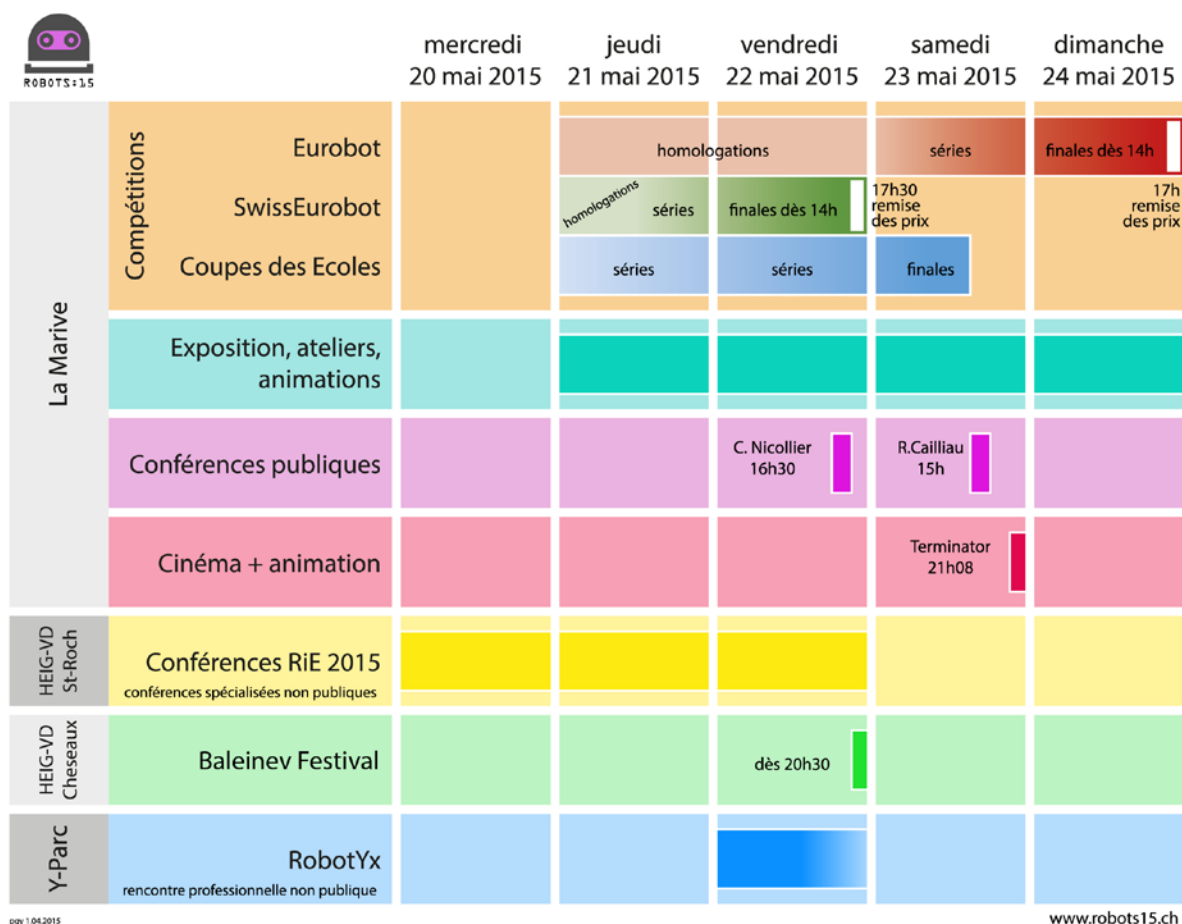 ROBOTS:15
mercredi
20 mai 2015
jeudi
21 mai 2015
vendredi
22 mai 2015
samedi
23 mai 2015
dimanche
24 mai 2015
La Marive
Compétitions
Eurobot
homologations
séries
finales dès 14h
SwissEurobot
homologations
séries
finales dès 14h
17h30
remise
des prix
17h
remise
des prix
Coupes des Ecoles
séries
séries
finales
Exposition, ateliers,
animations
Conférences publiques
C. Nicollier
16h30
R.Cailliau
15h
Cinéma + animation
Terminator
21h08
HEIG-VD
St-Roch
Conférences RiE 2015
conférences spécialisées non publiques
HEIG-VD
Cheseaux
Baleinev Festival
dès 20h30
Y-Parc
RobotYx
rencontre professionnelle non publique
pgy 1.04.2015
www.robots15.ch